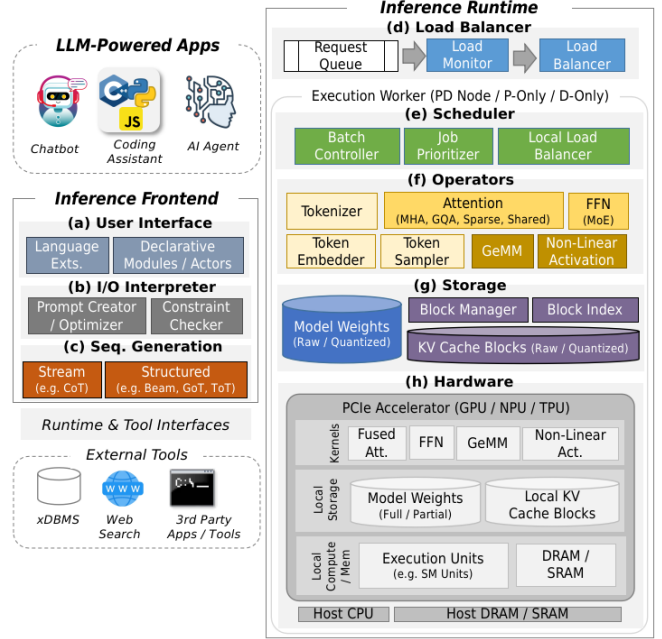 LLM-Powered Apps
C++
JS
Chatbot
Coding
Assistant
AI Agent
Inference Frontend
(a) User Interface
Language
Exts.
Declarative
Modules / Actors
(b) I/O Interpreter
Prompt Creator
/ Optimizer
Constraint
Checker
(c) Seq. Generation
Stream
(e.g. CoT)
Structured
(e.g. Beam, GoT, ToT)
Runtime & Tool Interfaces
External Tools
WWW
C:\_
xDBMS
Web
Search
3rd Party
Apps / Tools
Inference Runtime
(d) Load Balancer
Request
Queue
Load
Monitor
Load
Balancer
Execution Worker (PD Node / P-Only / D-Only)
(e) Scheduler
Batch
Controller
Job
Prioritizer
Local Load
Balancer
(f) Operators
Tokenizer
Attention
(MHA, GQA, Sparse, Shared)
FFN
(MoE)
Token
Embedder
Token
Sampler
GeMM
Non-Linear
Activation
(g) Storage
Model Weights
(Raw / Quantized)
Block Manager
Block Index
KV Cache Blocks (Raw / Quantized)
(h) Hardware
PCIe Accelerator (GPU / NPU / TPU)
Kernels
Fused
Att.
FFN
GeMM
Non-Linear
Act.
Local
Storage
Model Weights
(Full / Partial)
Local KV
Cache Blocks
Local
Compute
/ Mem
Execution Units
(e.g. SM Units)
DRAM /
SRAM
Host CPU
Host DRAM / SRAM